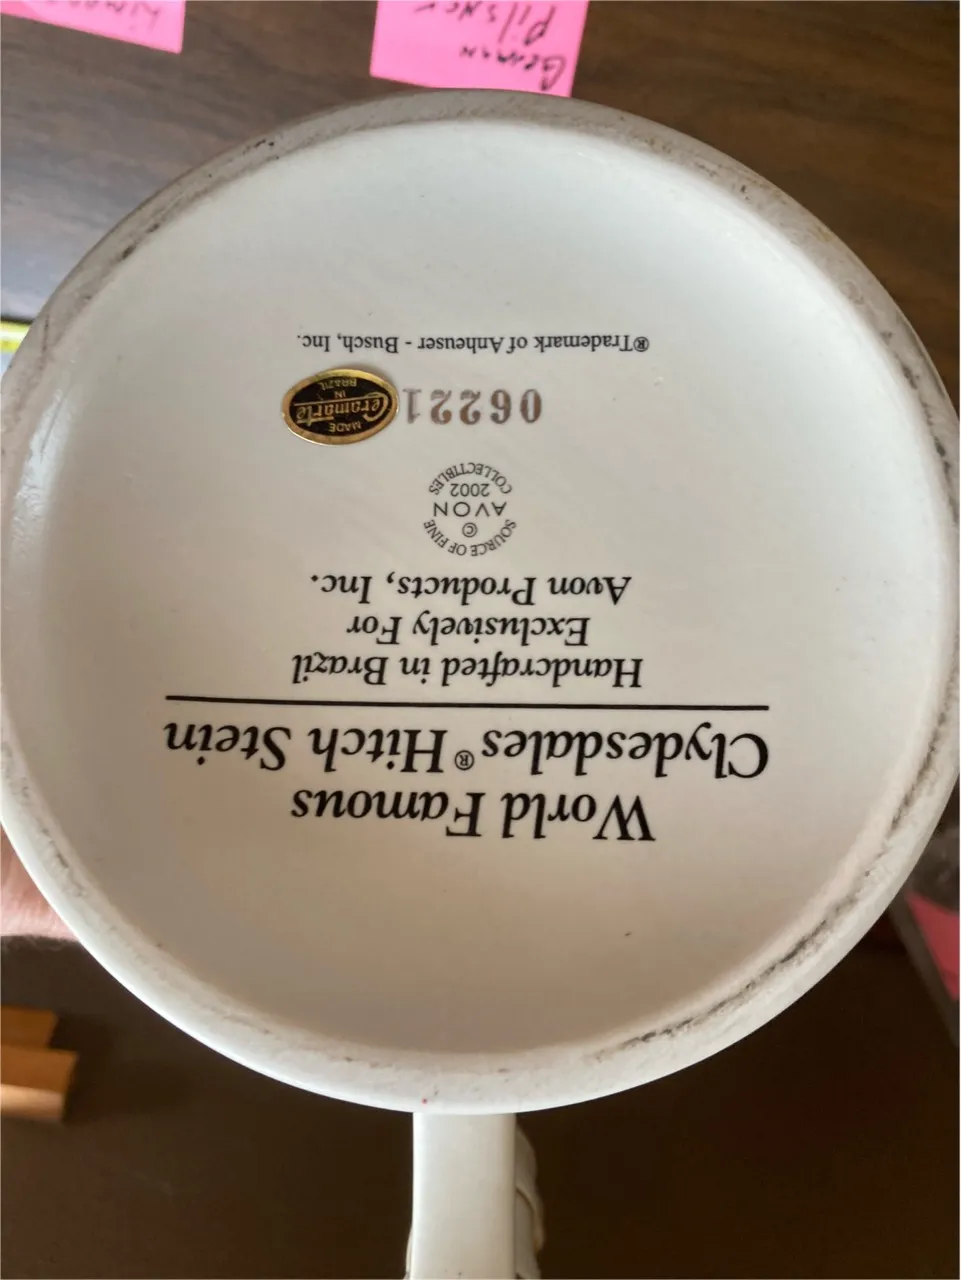 World Famous
Clydesdales® Hitch Stein
Handcrafted in Brazil
Exclusively For
Avon Products, Inc.
SOURCE OF FINE
©
AVON
2002
COLLECTIBLES
06221
MADE
IN
Ceramarte
BRAZIL
®Trademark of Anheuser - Busch, Inc.
German
Pilsner